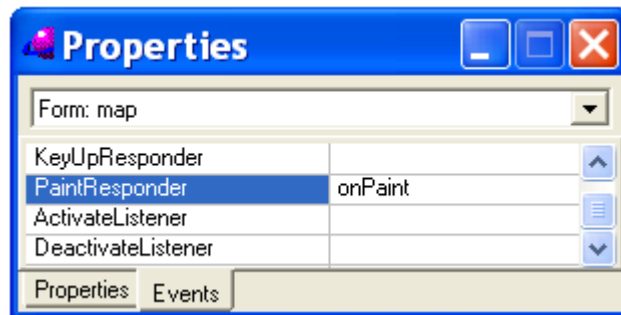 Properties
Form: map
KeyUpResponder
PaintResponder onPaint
ActivateListener
DeactivateListener
Properties Events